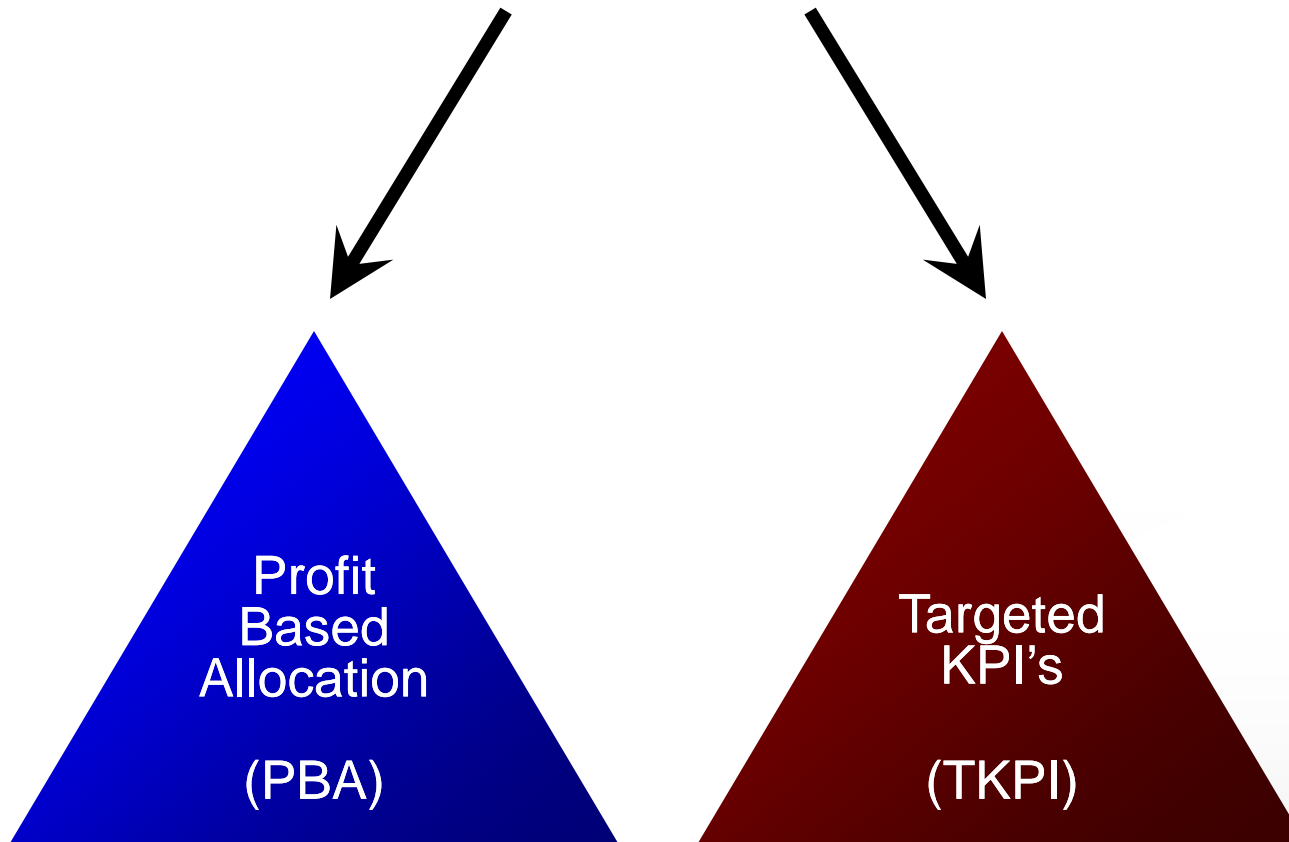 Profit
Based
Allocation
(PBA)
Targeted
KPI's
(TKPI)